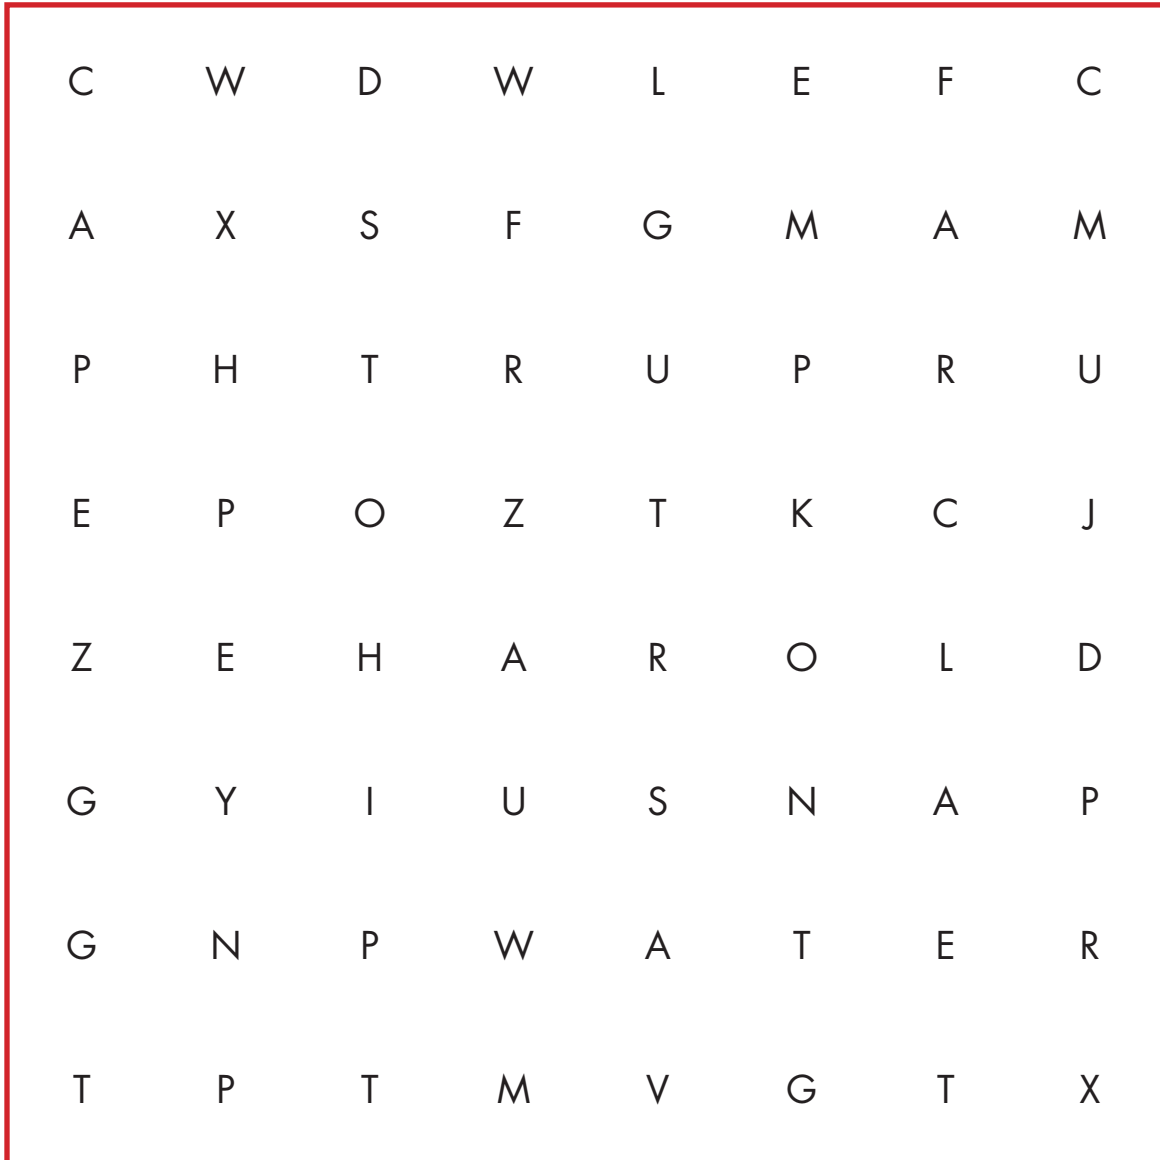 C W D W L E F C
A X S F G M A M
P H T R U P R U
E P O Z T K C J
Z E H A R O L D
G Y I U S N A P
G N P W A T E R
T P T M V G T X